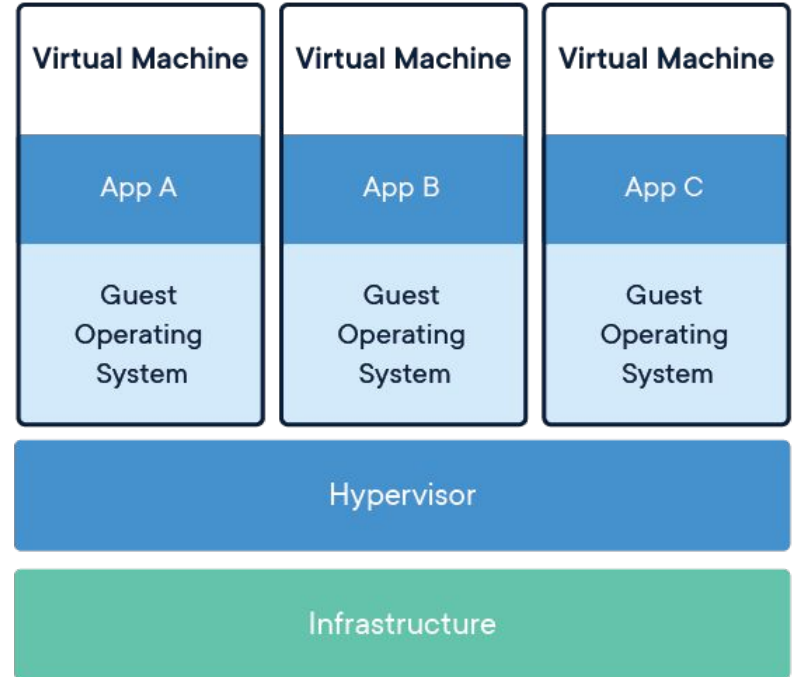 Virtual Machine
Virtual Machine
Virtual Machine
App A
App B
App C
Guest
Operating
System
Guest
Operating
System
Guest
Operating
System
Hypervisor
Infrastructure